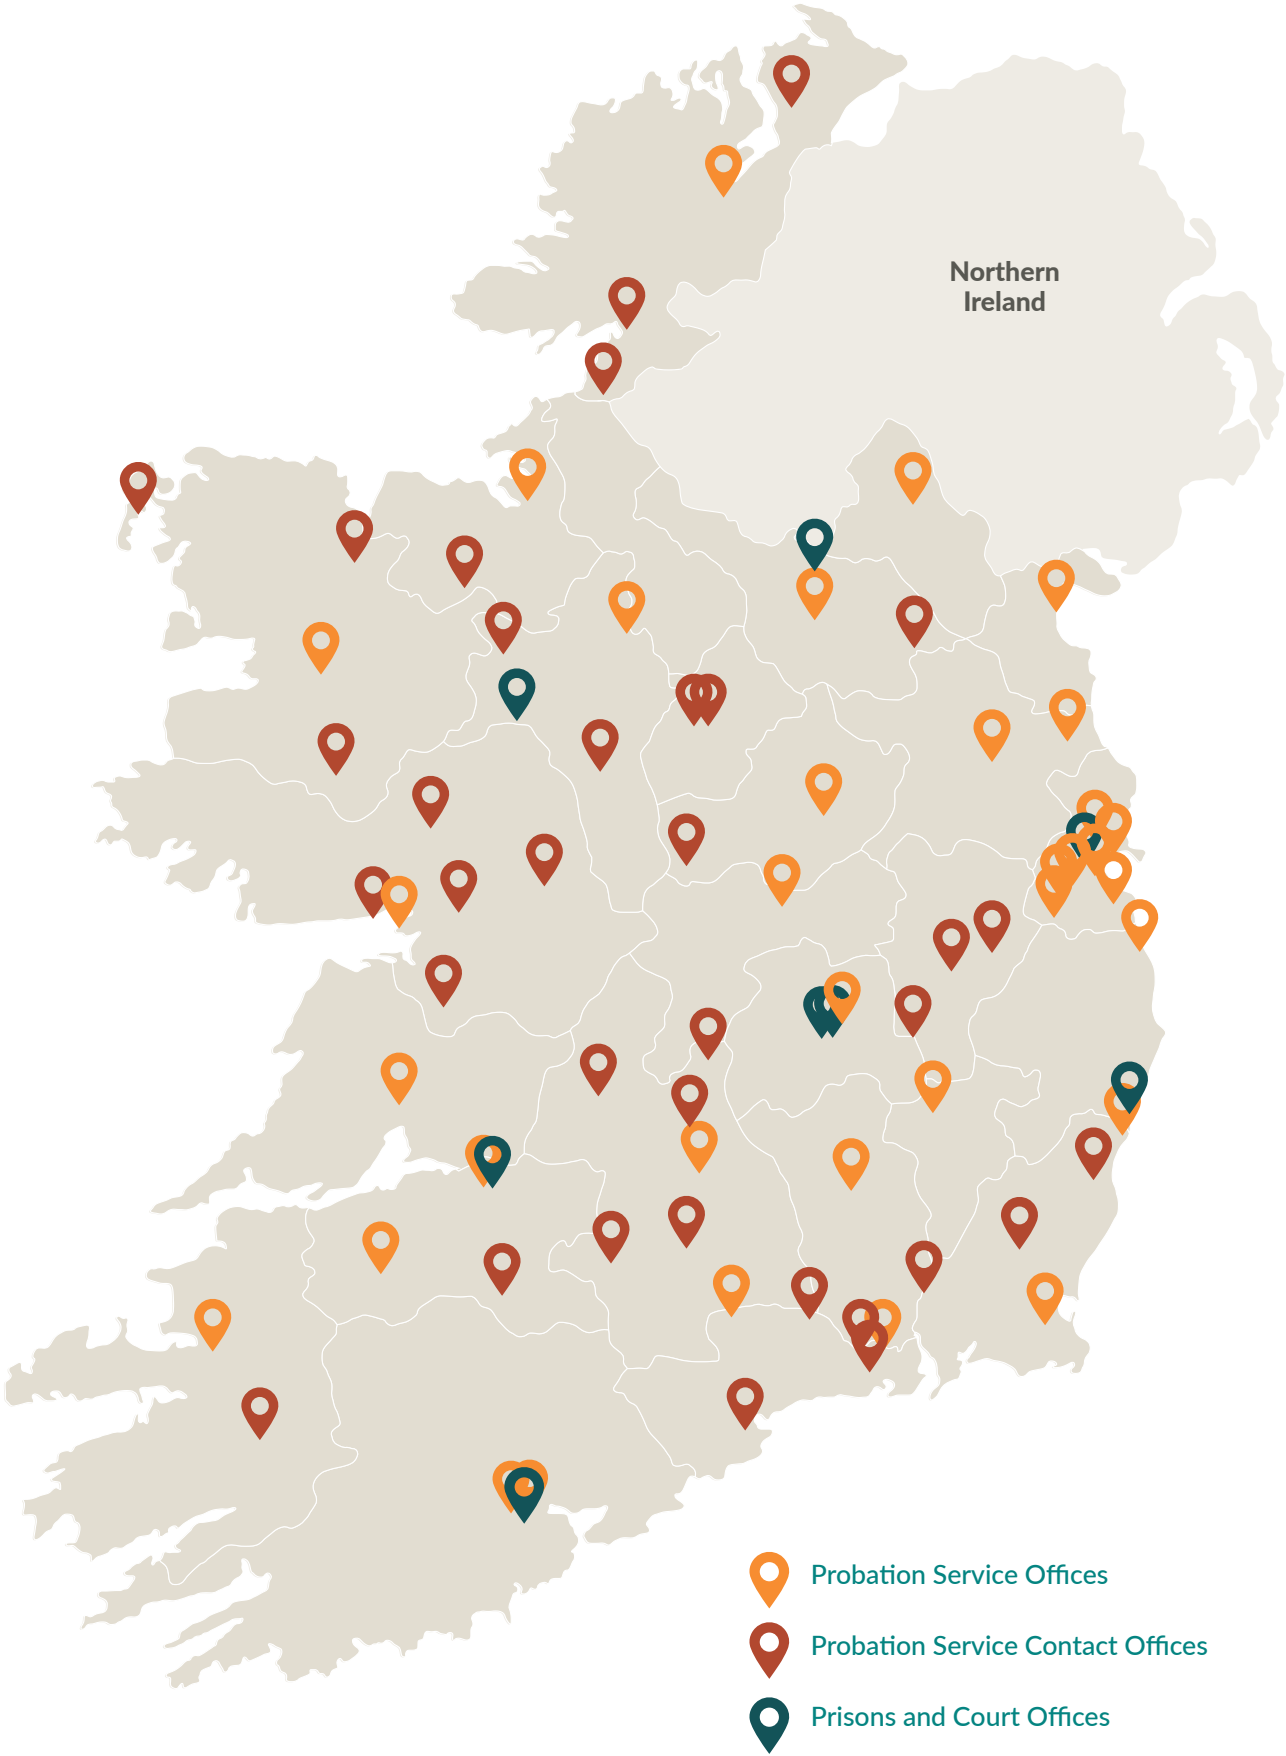 Northern
Ireland
Probation Service Offices
Probation Service Contact Offices
Prisons and Court Offices